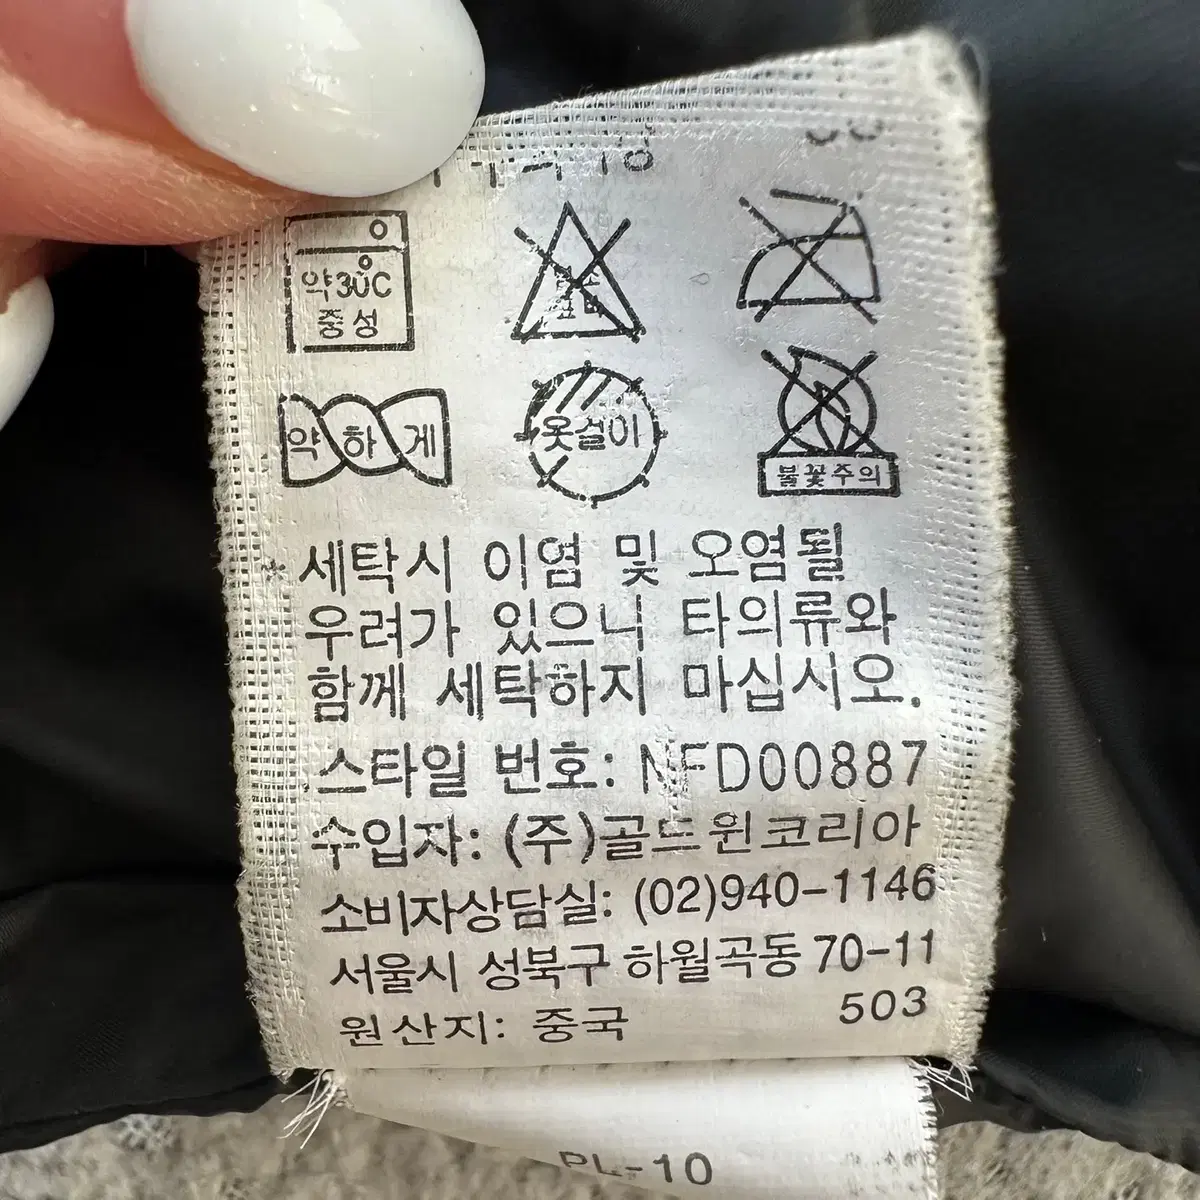 약30℃
중성
약 하 게
옷걸이
불꽃주의
세탁시 이염 및 오염될
우려가 있으니 타의류와
함께 세탁하지 마십시오.
스타일 번호: NFD00887
수입자: (주)골드윈코리아
소비자상담실: (02)940-1146
서울시 성북구 하월곡동 70-11
원산지: 중국 503
PL-10